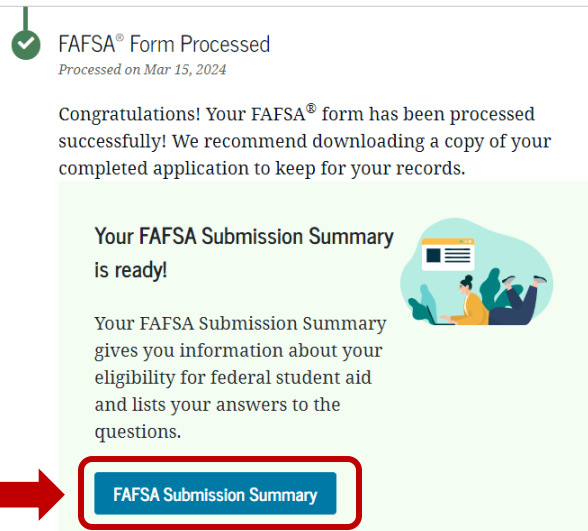 FAFSA® Form Processed
Processed on Mar 15, 2024
Congratulations! Your FAFSA® form has been processed
successfully! We recommend downloading a copy of your
completed application to keep for your records.
Your FAFSA Submission Summary
is ready!
Your FAFSA Submission Summary
gives you information about your
eligibility for federal student aid
and lists your answers to the
questions.
FAFSA Submission Summary